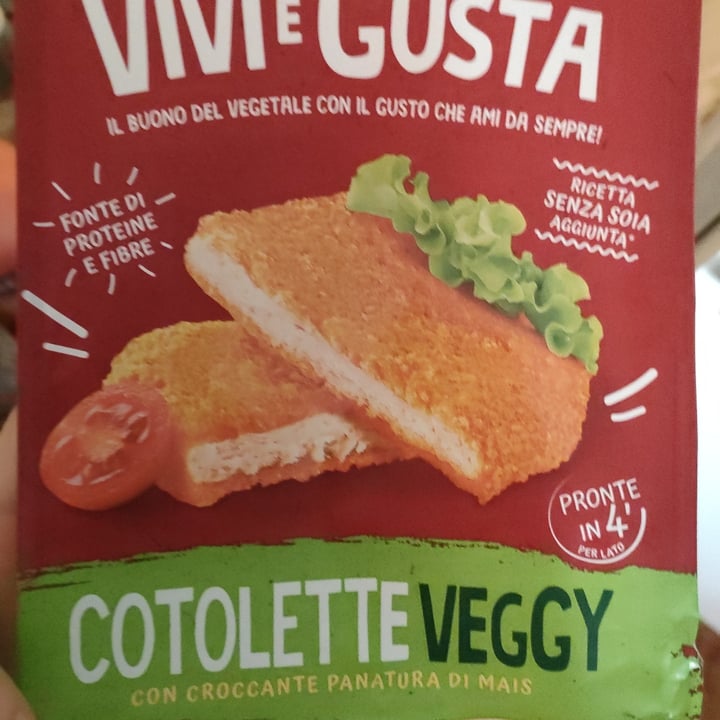 VIVI E GUSTA
IL BUONO DEL VEGETALE CON IL GUSTO CHE AMI DA SEMPRE!
FONTE DI
PROTEINE
E FIBRE
RICETTA
SENZA SOIA
AGGIUNTA*
PRONTE
IN 4'
PER LATO
COTOLETTE VEGGY
CON CROCCANTE PANATURA DI MAIS